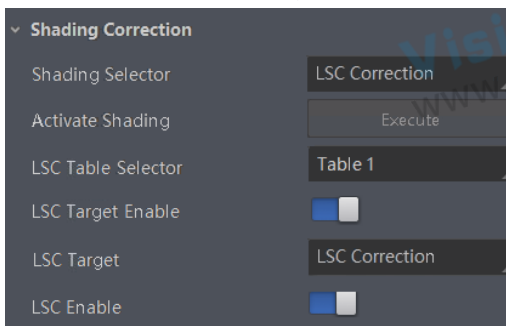 Shading Correction
Shading Selector LSC Correction
Activate Shading Execute
LSC Table Selector Table 1
LSC Target Enable
LSC Target LSC Correction
LSC Enable